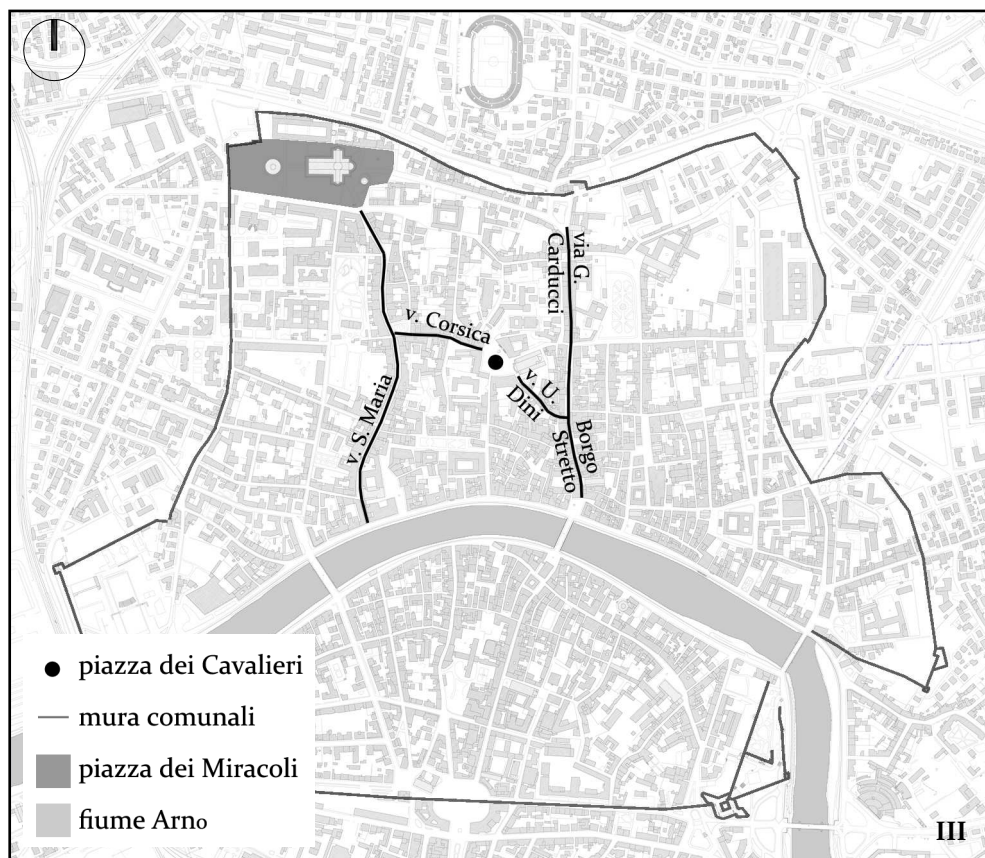 via G.
Carducci
v. Corsica
v. U.
Dini
v. S. Maria
Borgo
Stretto
piazza dei Cavalieri
mura comunali
piazza dei Miracoli
fiume Arno
III